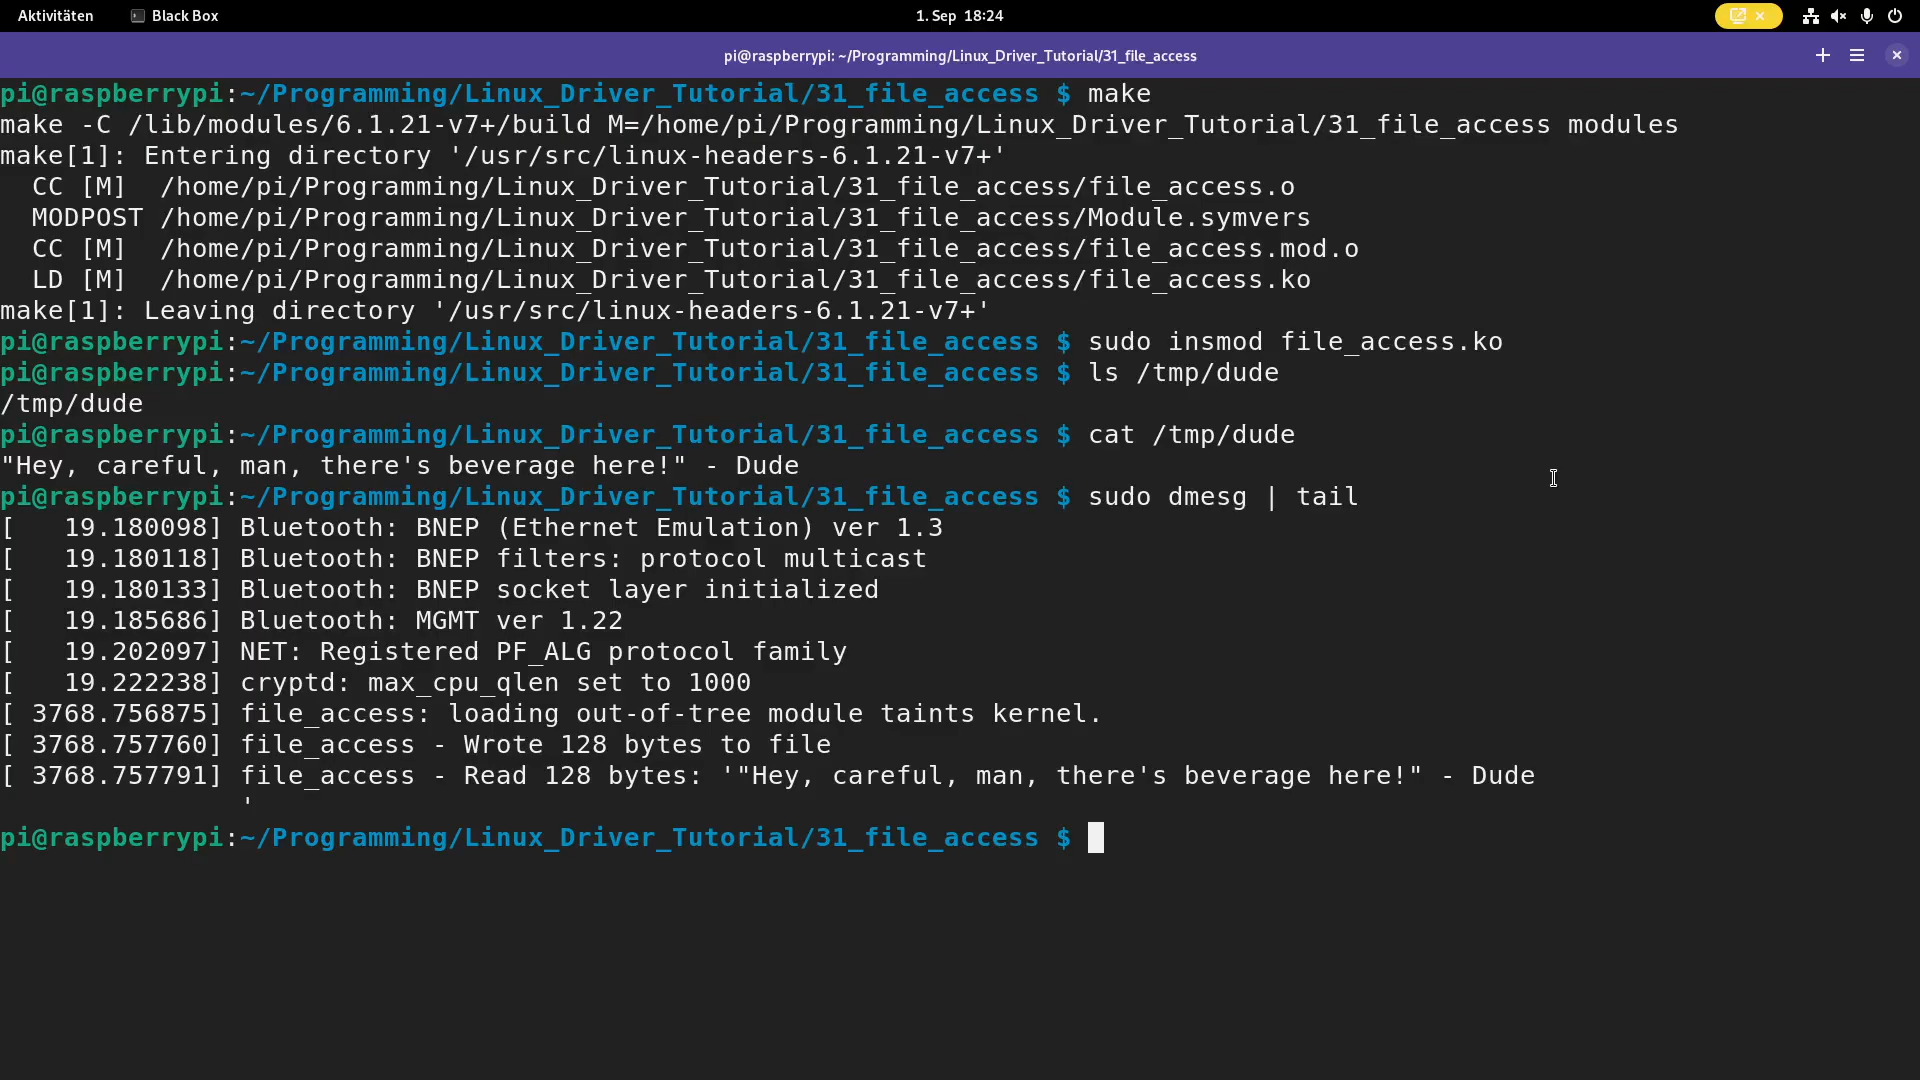 Aktivitäten Black Box 1. Sep 18:24
pi@raspberrypi: ~/Programming/Linux_Driver_Tutorial/31_file_access
pi@raspberrypi:~/Programming/Linux_Driver_Tutorial/31_file_access $ make
make -C /lib/modules/6.1.21-v7+/build M=/home/pi/Programming/Linux_Driver_Tutorial/31_file_access modules
make[1]: Entering directory '/usr/src/linux-headers-6.1.21-v7+'
  CC [M]  /home/pi/Programming/Linux_Driver_Tutorial/31_file_access/file_access.o
  MODPOST /home/pi/Programming/Linux_Driver_Tutorial/31_file_access/Module.symvers
  CC [M]  /home/pi/Programming/Linux_Driver_Tutorial/31_file_access/file_access.mod.o
  LD [M]  /home/pi/Programming/Linux_Driver_Tutorial/31_file_access/file_access.ko
make[1]: Leaving directory '/usr/src/linux-headers-6.1.21-v7+'
pi@raspberrypi:~/Programming/Linux_Driver_Tutorial/31_file_access $ sudo insmod file_access.ko
pi@raspberrypi:~/Programming/Linux_Driver_Tutorial/31_file_access $ ls /tmp/dude
/tmp/dude
pi@raspberrypi:~/Programming/Linux_Driver_Tutorial/31_file_access $ cat /tmp/dude
"Hey, careful, man, there's beverage here!" - Dude
pi@raspberrypi:~/Programming/Linux_Driver_Tutorial/31_file_access $ sudo dmesg | tail
[   19.180098] Bluetooth: BNEP (Ethernet Emulation) ver 1.3
[   19.180118] Bluetooth: BNEP filters: protocol multicast
[   19.180133] Bluetooth: BNEP socket layer initialized
[   19.185686] Bluetooth: MGMT ver 1.22
[   19.202097] NET: Registered PF_ALG protocol family
[   19.222238] cryptd: max_cpu_qlen set to 1000
[ 3768.756875] file_access: loading out-of-tree module taints kernel.
[ 3768.757760] file_access - Wrote 128 bytes to file
[ 3768.757791] file_access - Read 128 bytes: '"Hey, careful, man, there's beverage here!" - Dude
               '
pi@raspberrypi:~/Programming/Linux_Driver_Tutorial/31_file_access $